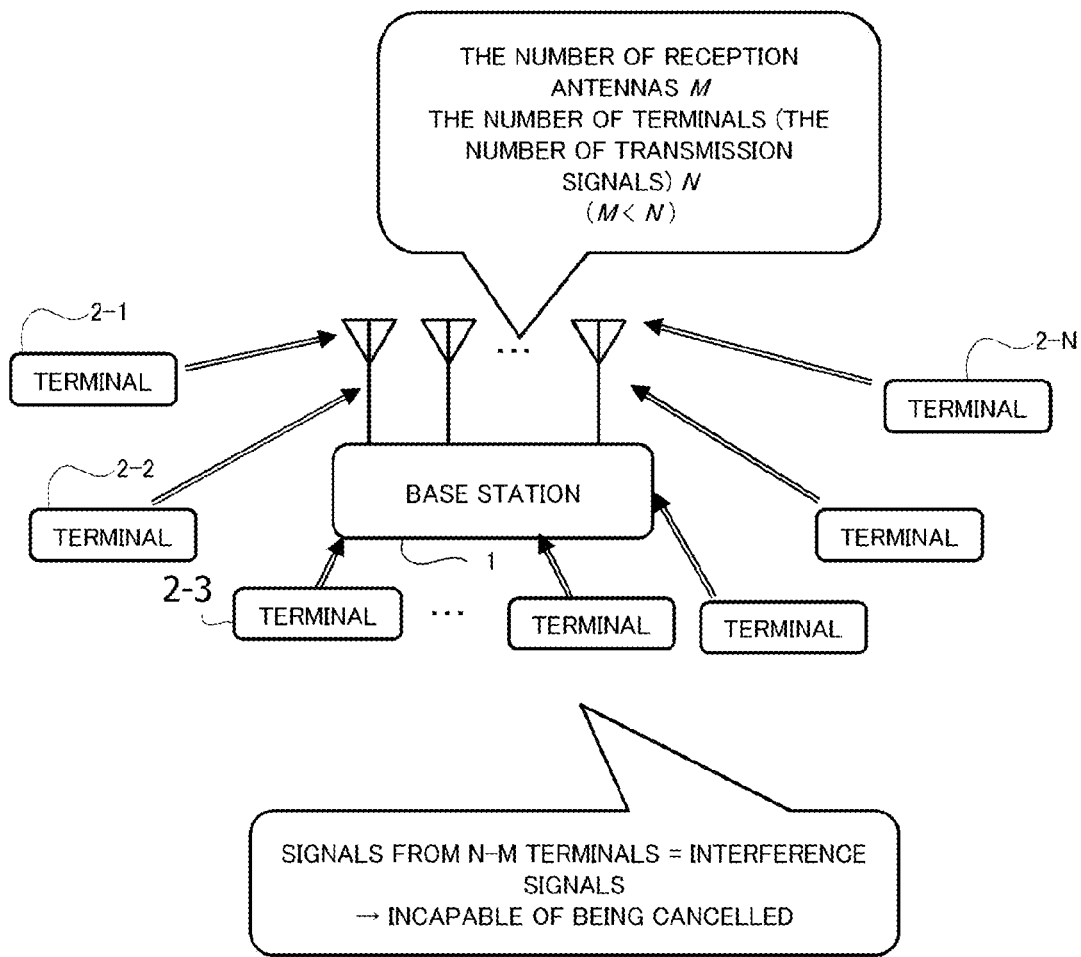 THE NUMBER OF RECEPTION
ANTENNAS M
THE NUMBER OF TERMINALS (THE
NUMBER OF TRANSMISSION
SIGNALS) N
(M < N)
2-1
...
2-N
TERMINAL
TERMINAL
2-2
BASE STATION
TERMINAL
TERMINAL
1
2-3
TERMINAL
...
TERMINAL
TERMINAL
SIGNALS FROM N-M TERMINALS = INTERFERENCE
SIGNALS
→ INCAPABLE OF BEING CANCELLED